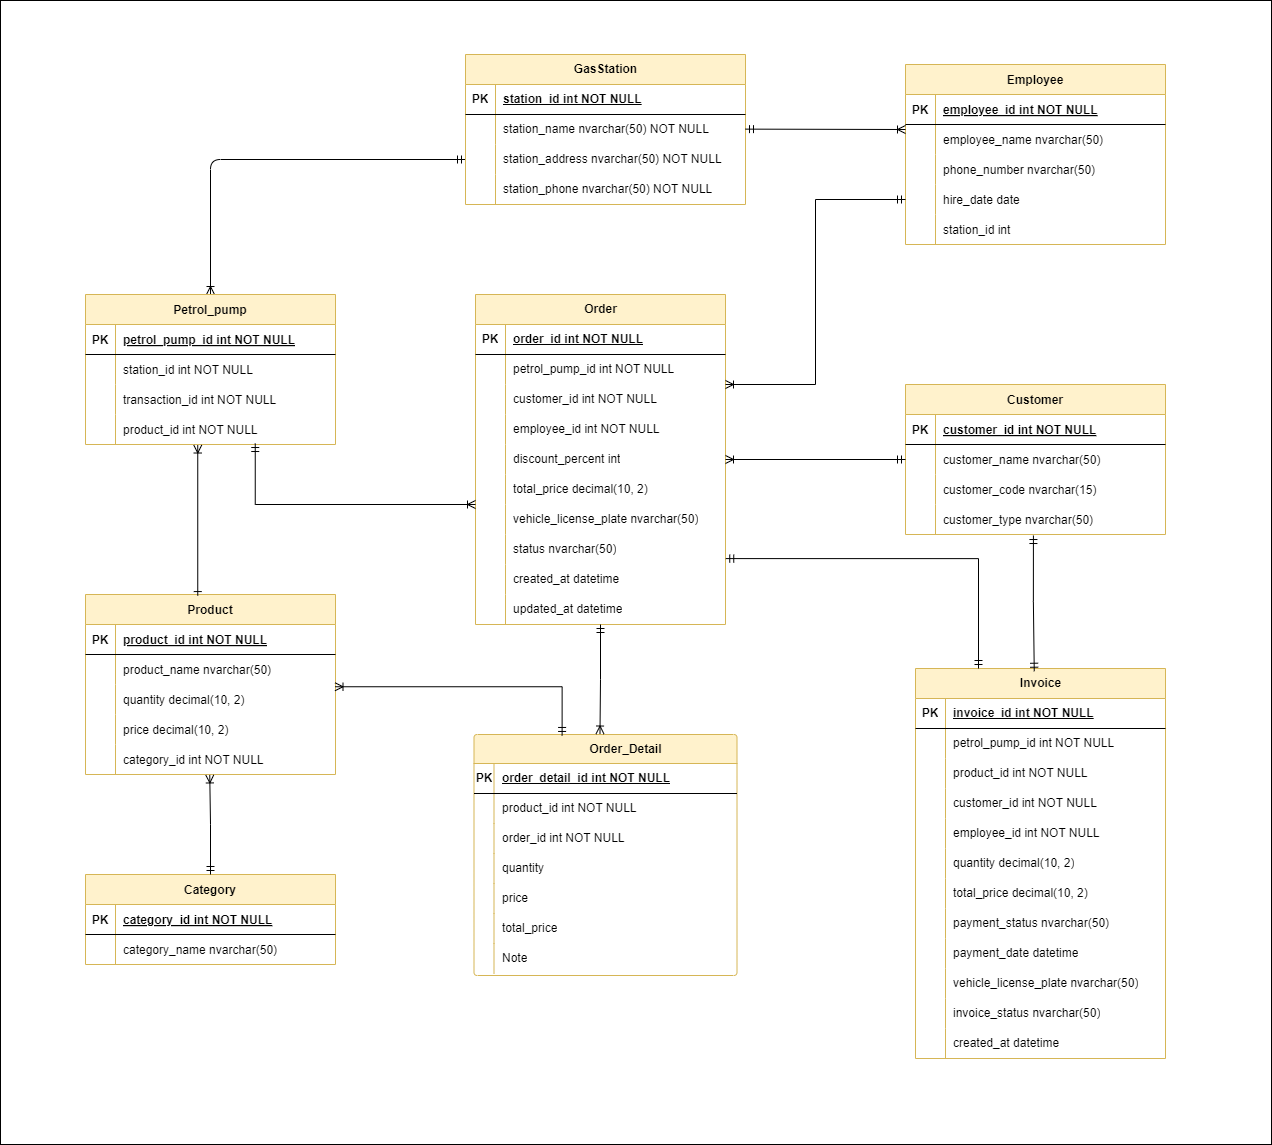 GasStation
PK station_id int NOT NULL
station_name nvarchar(50) NOT NULL
station_address nvarchar(50) NOT NULL
station_phone nvarchar(50) NOT NULL
Employee
PK employee_id int NOT NULL
employee_name nvarchar(50)
phone_number nvarchar(50)
hire_date date
station_id int
Petrol_pump
PK petrol_pump_id int NOT NULL
station_id int NOT NULL
transaction_id int NOT NULL
product_id int NOT NULL
Order
PK order_id int NOT NULL
petrol_pump_id int NOT NULL
customer_id int NOT NULL
employee_id int NOT NULL
discount_percent int
total_price decimal(10, 2)
vehicle_license_plate nvarchar(50)
status nvarchar(50)
created_at datetime
updated_at datetime
Customer
PK customer_id int NOT NULL
customer_name nvarchar(50)
customer_code nvarchar(15)
customer_type nvarchar(50)
Product
PK product_id int NOT NULL
product_name nvarchar(50)
quantity decimal(10, 2)
price decimal(10, 2)
category_id int NOT NULL
Order_Detail
PK order_detail_id int NOT NULL
product_id int NOT NULL
order_id int NOT NULL
quantity
price
total_price
Note
Invoice
PK invoice_id int NOT NULL
petrol_pump_id int NOT NULL
product_id int NOT NULL
customer_id int NOT NULL
employee_id int NOT NULL
quantity decimal(10, 2)
total_price decimal(10, 2)
payment_status nvarchar(50)
payment_date datetime
vehicle_license_plate nvarchar(50)
invoice_status nvarchar(50)
created_at datetime
Category
PK category_id int NOT NULL
category_name nvarchar(50)